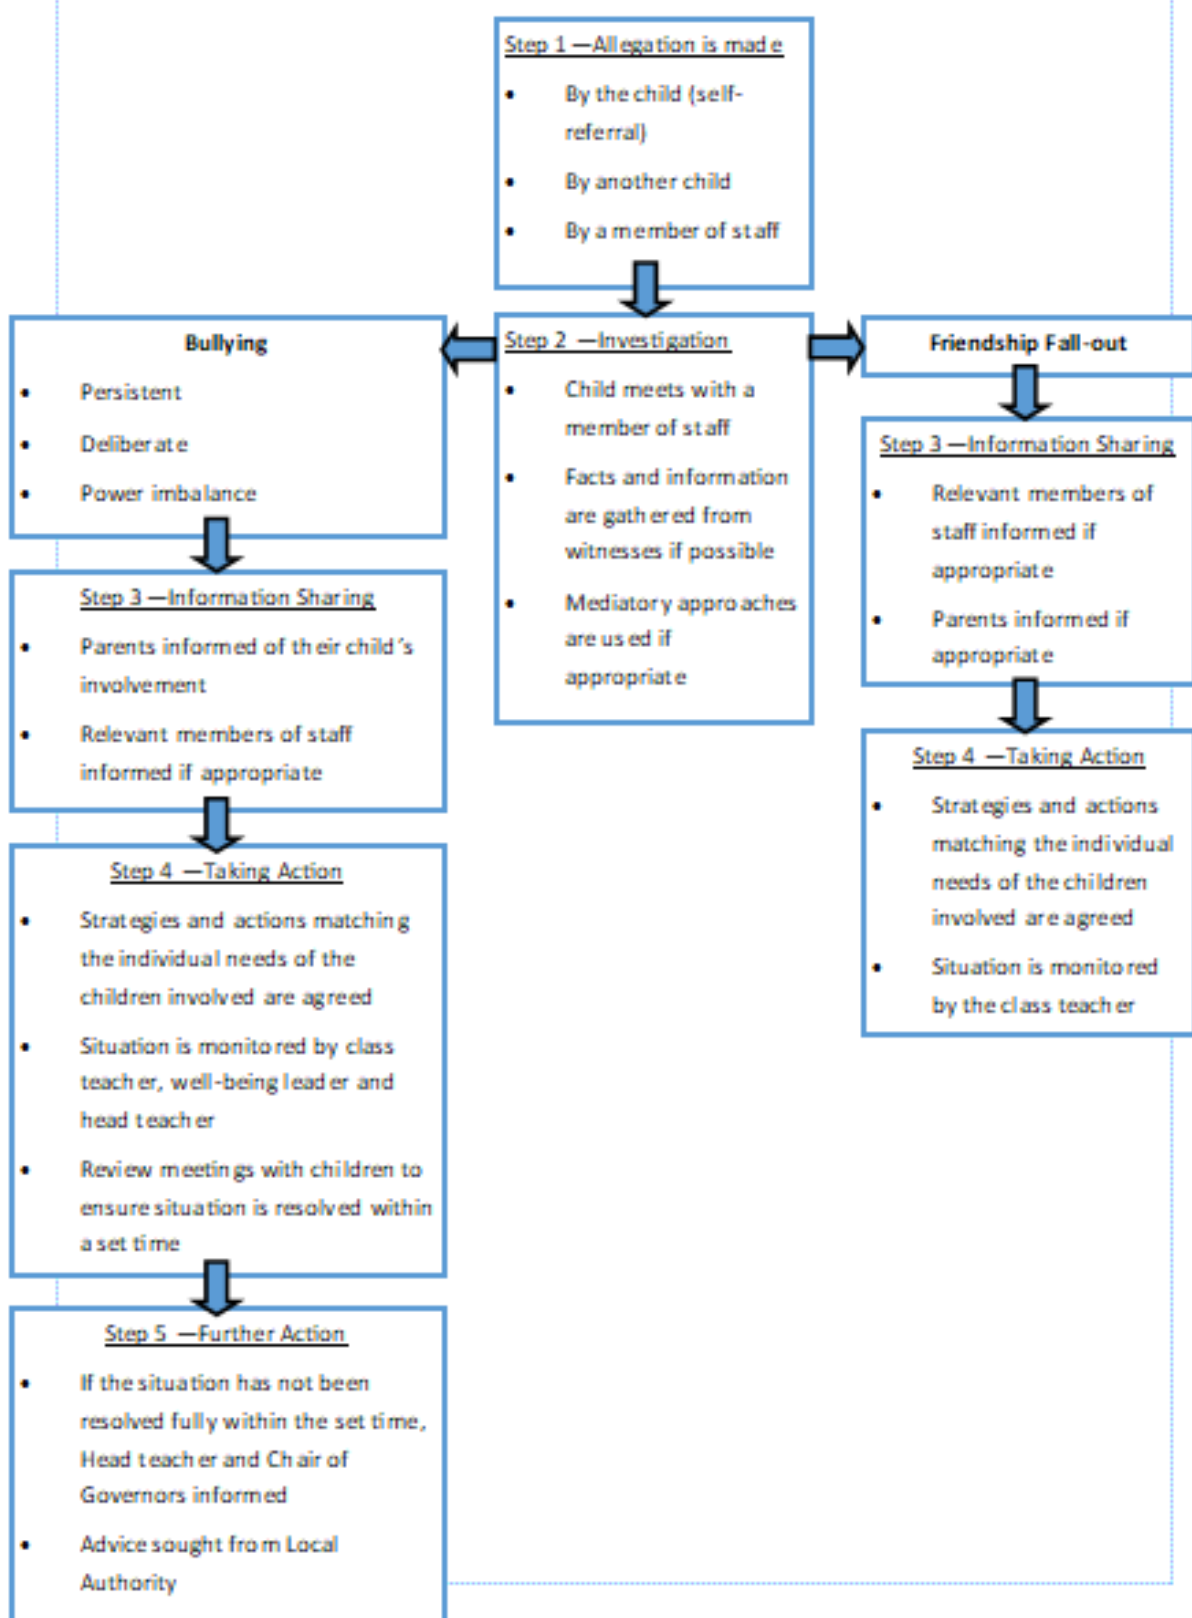 Step 1 —Allegation is made
• By the child (self-
referral)
• By another child
• By a member of staff
Step 2 —Investigation
• Child meets with a
member of staff
• Facts and information
are gathered from
witnesses if possible
• Mediatory approaches
are used if
appropriate
Bullying
• Persistent
• Deliberate
• Power imbalance
Step 3 —Information Sharing
• Parents informed of their child's
involvement
• Relevant members of staff
informed if appropriate
Step 4 —Taking Action
• Strategies and actions matching
the individual needs of the
children involved are agreed
• Situation is monitored by class
teacher, well-being leader and
head teacher
• Review meetings with children to
ensure situation is resolved within
a set time
Step 5 —Further Action
• If the situation has not been
resolved fully within the set time,
Head teacher and Chair of
Governors informed
• Advice sought from Local
Authority
Friendship Fall-out
Step 3 —Information Sharing
• Relevant members of
staff informed if
appropriate
• Parents informed if
appropriate
Step 4 —Taking Action
• Strategies and actions
matching the individual
needs of the children
involved are agreed
• Situation is monitored
by the class teacher